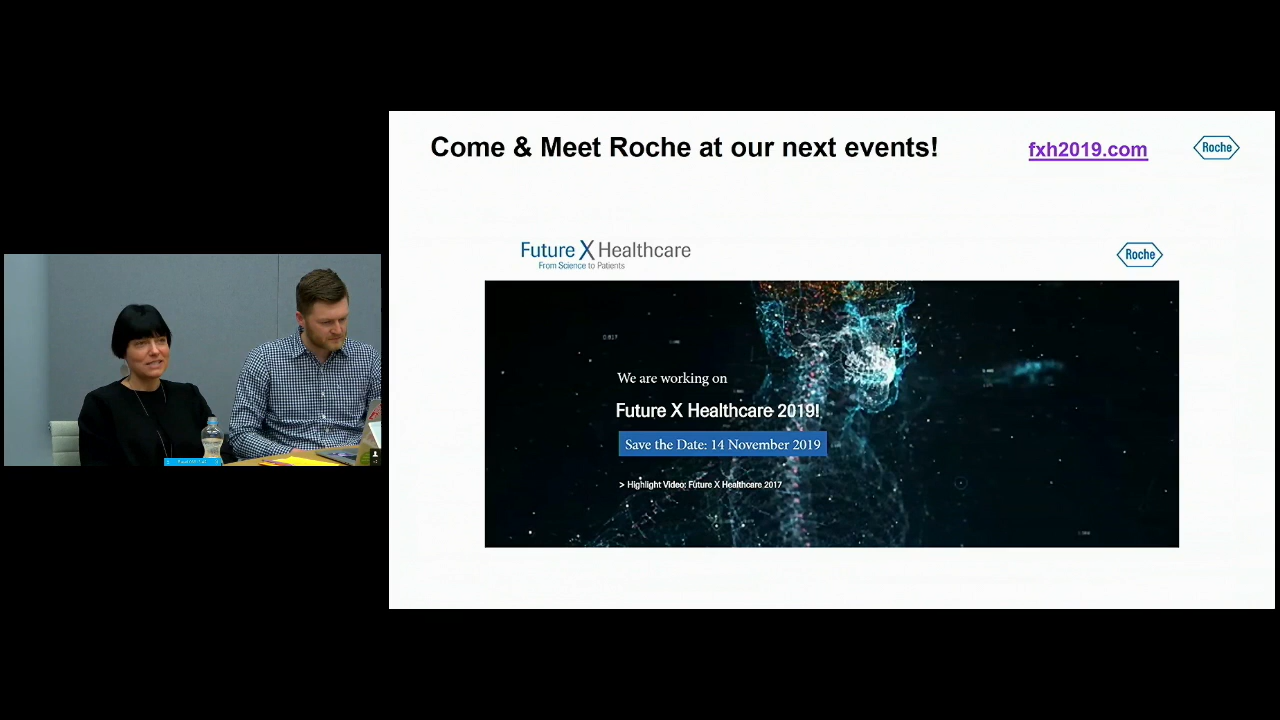 Come & Meet Roche at our next events!
fxh2019.com
Roche
Future X Healthcare
From Science to Patients
Roche
We are working on
Future X Healthcare 2019!
Save the Date: 14 November 2019
> Highlight Video: Future X Healthcare 2017